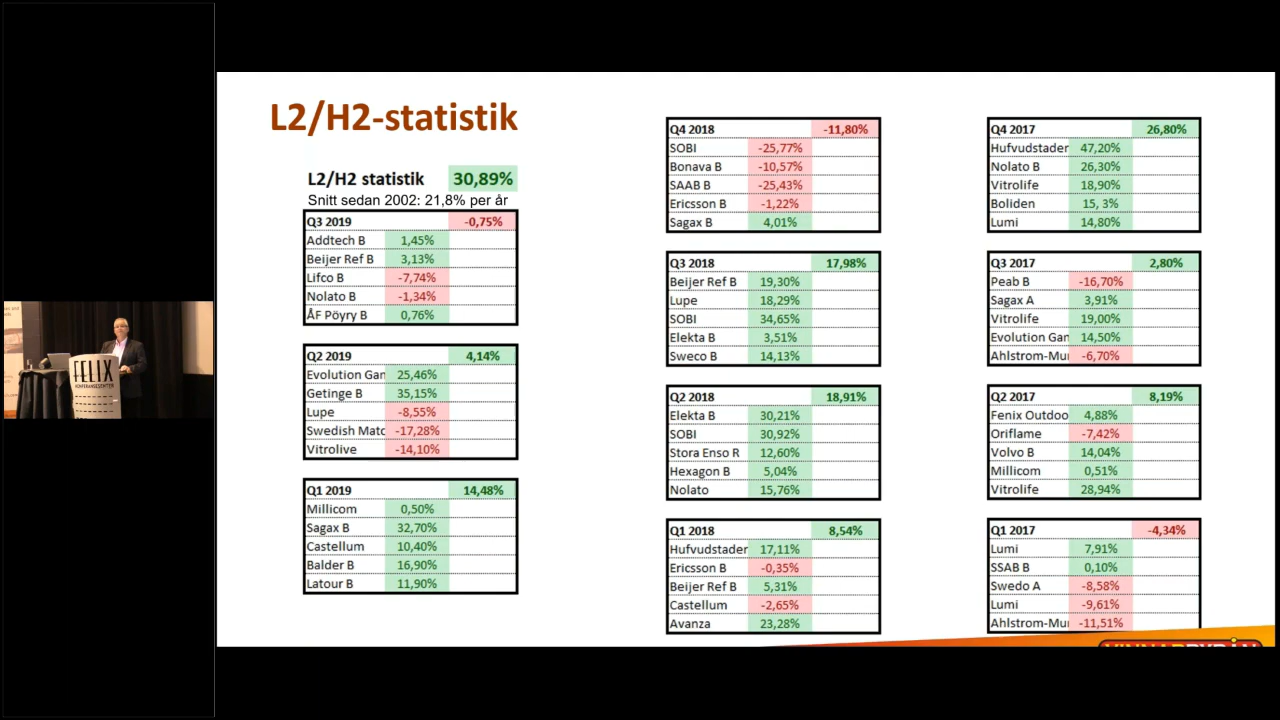 L2/H2-statistik
L2/H2 statistik 30,89%
Snitt sedan 2002: 21,8% per år
Q3 2019 -0,75%
Addtech B 1,45%
Beijer Ref B 3,13%
Lifco B -7,74%
Nolato B -1,34%
ÅF Pöyry B 0,76%
Q2 2019 4,14%
Evolution Gan 25,46%
Getinge B 35,15%
Lupe -8,55%
Swedish Matc -17,28%
Vitrolive -14,10%
Q1 2019 14,48%
Millicom 0,50%
Sagax B 32,70%
Castellum 10,40%
Balder B 16,90%
Latour B 11,90%
Q4 2018 -11,80%
SOBI -25,77%
Bonava B -10,57%
SAAB B -25,43%
Ericsson B -1,22%
Sagax B 4,01%
Q3 2018 17,98%
Beijer Ref B 19,30%
Lupe 18,29%
SOBI 34,65%
Elekta B 3,51%
Sweco B 14,13%
Q2 2018 18,91%
Elekta B 30,21%
SOBI 30,92%
Stora Enso R 12,60%
Hexagon B 5,04%
Nolato 15,76%
Q1 2018 8,54%
Hufvudstader 17,11%
Ericsson B -0,35%
Beijer Ref B 5,31%
Castellum -2,65%
Avanza 23,28%
Q4 2017 26,80%
Hufvudstader 47,20%
Nolato B 26,30%
Vitrolife 18,90%
Boliden 15, 3%
Lumi 14,80%
Q3 2017 2,80%
Peab B -16,70%
Sagax A 3,91%
Vitrolife 19,00%
Evolution Gan 14,50%
Ahlstrom-Mui -6,70%
Q2 2017 8,19%
Fenix Outdoo 4,88%
Oriflame -7,42%
Volvo B 14,04%
Millicom 0,51%
Vitrolife 28,94%
Q1 2017 -4,34%
Lumi 7,91%
SSAB B 0,10%
Swedo A -8,58%
Lumi -9,61%
Ahlstrom-Mui -11,51%
FELIX
KONFERENSCENTER